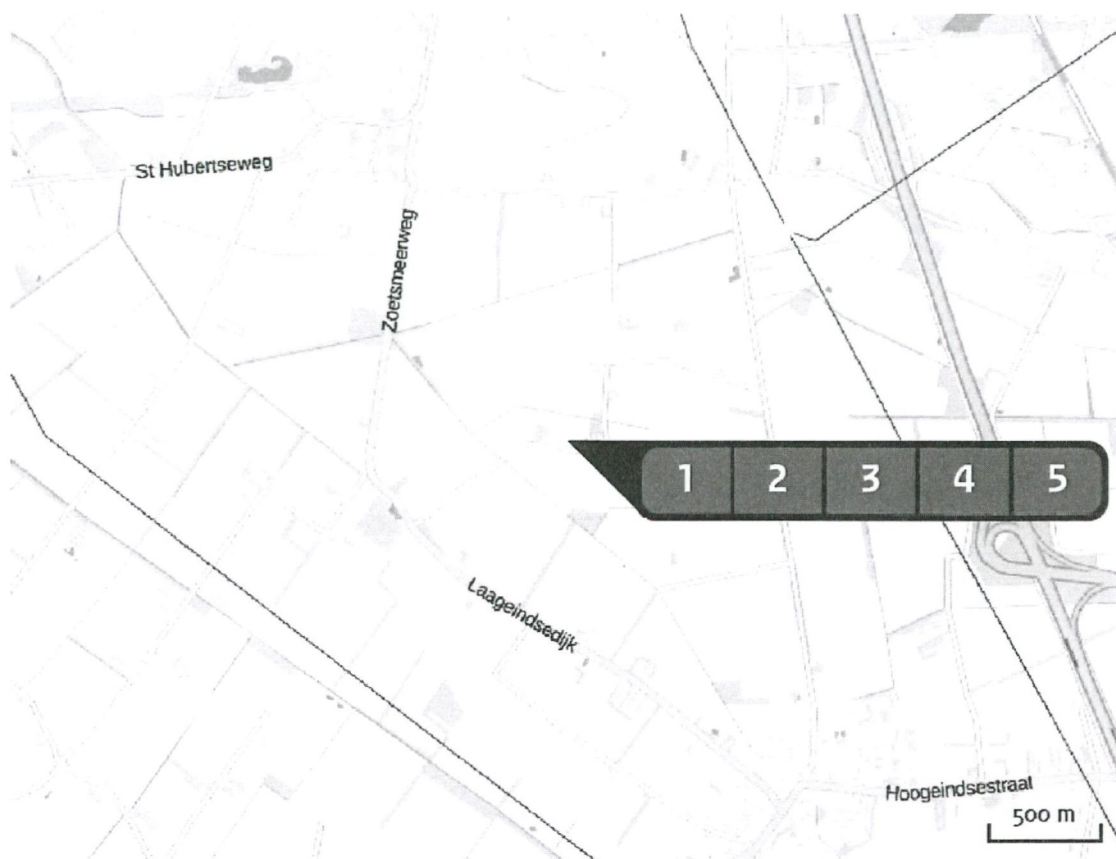 St Hubertseweg
Zoetsmeerweg
1 2 3 4 5
Laageindsedijk
Hoogeindsestraat
500 m